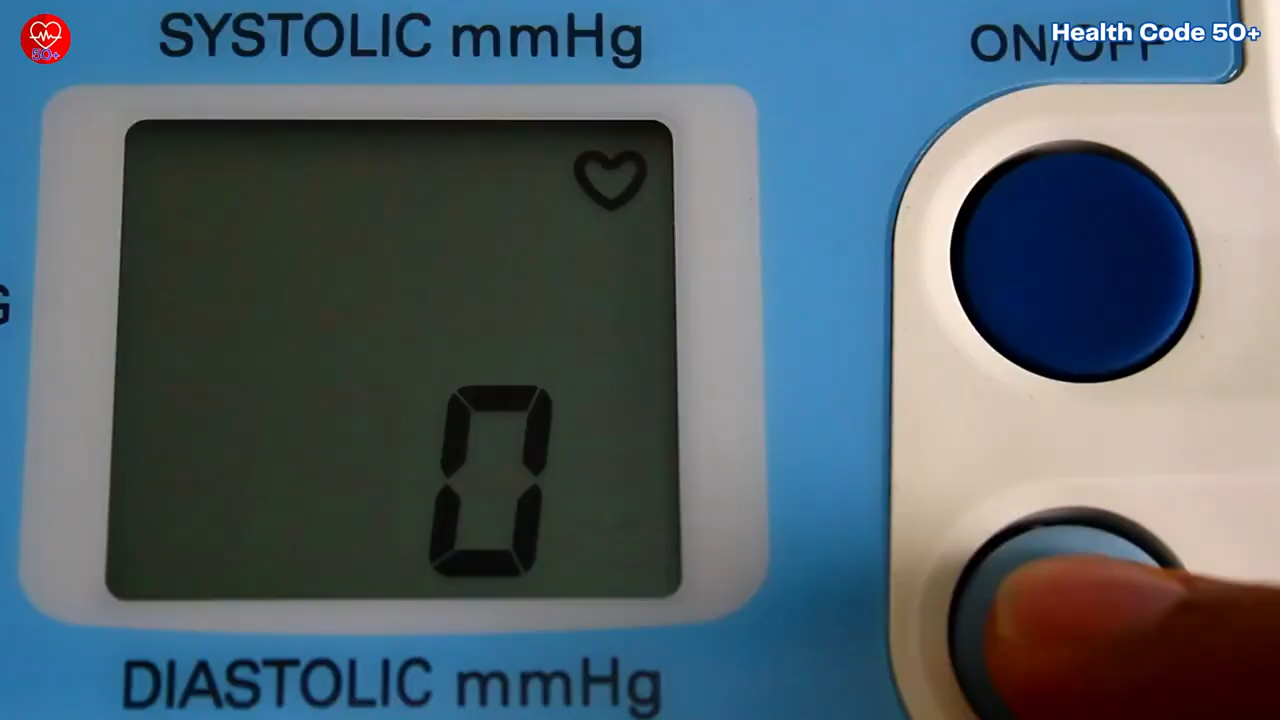 SYSTOLIC mmHg
ON/OFF
Health Code 50+
50+
G
0
DIASTOLIC mmHg